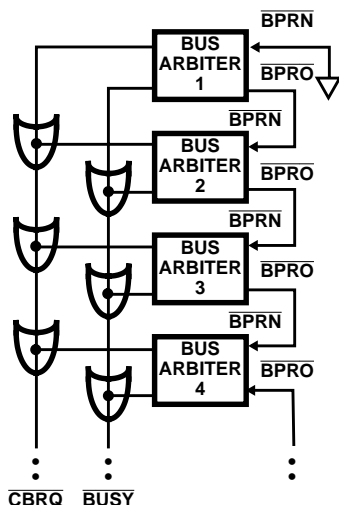 BPRN
BUS
ARBITER
1
BPRO
BPRN
BUS
ARBITER
2
BPRO
BPRN
BUS
ARBITER
3
BPRO
BPRN
BUS
ARBITER
4
BPRO
CBRQ BUSY